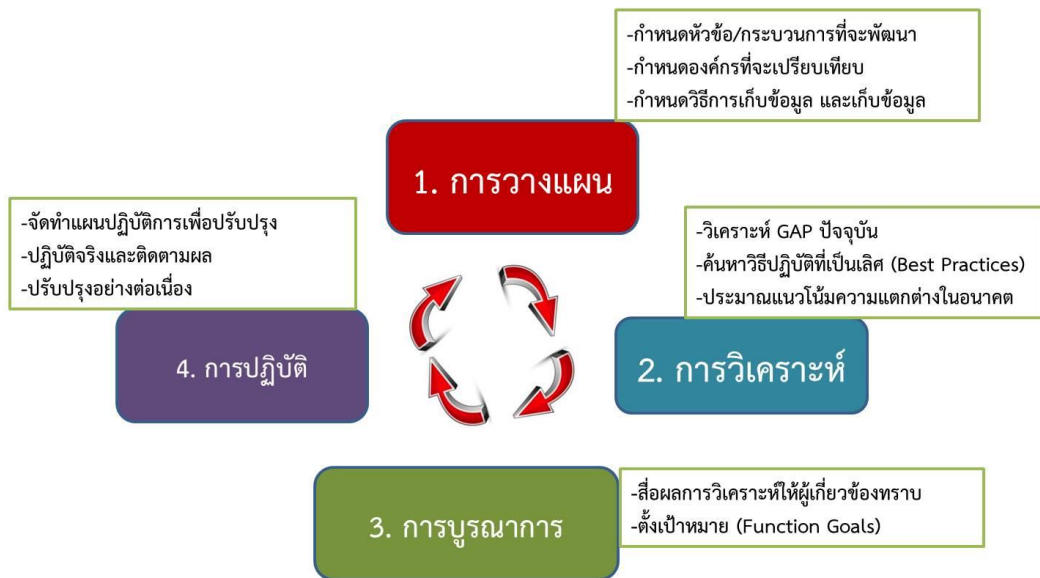 -กำหนดหัวข้อ/กระบวนการที่จะพัฒนา
-กำหนดองค์กรที่จะเปรียบเทียบ
-กำหนดวิธีการเก็บข้อมูล และเก็บข้อมูล
1. การวางแผน
-จัดทำแผนปฏิบัติการเพื่อปรับปรุง
-ปฏิบัติจริงและติดตามผล
-ปรับปรุงอย่างต่อเนื่อง
-วิเคราะห์ GAP ปัจจุบัน
-ค้นหาวิธีปฏิบัติที่เป็นเลิศ (Best Practices)
-ประมาณแนวโน้มความแตกต่างในอนาคต
4. การปฏิบัติ
2. การวิเคราะห์
3. การบูรณาการ
-สื่อผลการวิเคราะห์ให้ผู้เกี่ยวข้องทราบ
-ตั้งเป้าหมาย (Function Goals)